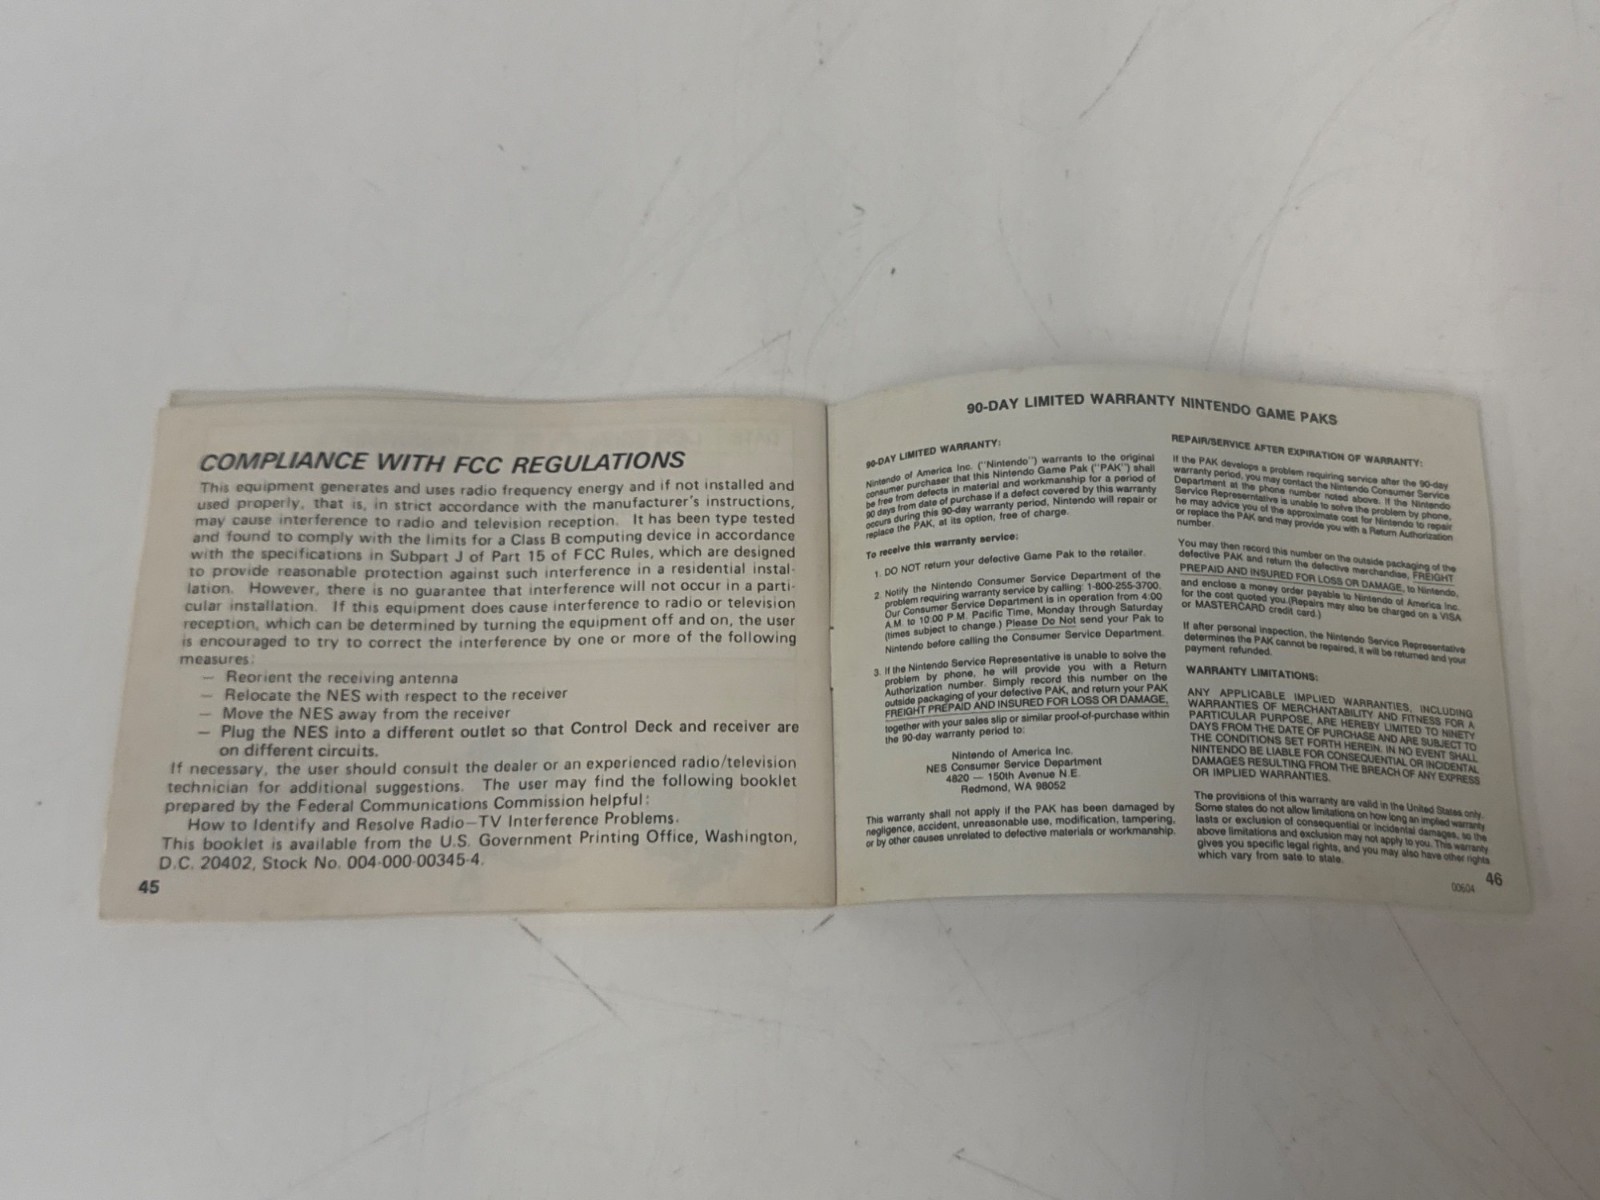 COMPLIANCE WITH FCC REGULATIONS
This equipment generates and uses radio frequency energy and if not installed and
used properly, that is, in strict accordance with the manufacturer's instructions,
may cause interference to radio and television reception. It has been type tested
and found to comply with the limits for a Class B computing device in accordance
with the specifications in Subpart J of Part 15 of FCC Rules, which are designed
to provide reasonable protection against such interference in a residential instal-
lation. However, there is no guarantee that interference will not occur in a parti-
cular installation. If this equipment does cause interference to radio or television
reception, which can be determined by turning the equipment off and on, the user
is encouraged to try to correct the interference by one or more of the following
measures:
— Reorient the receiving antenna
— Relocate the NES with respect to the receiver
— Move the NES away from the receiver
— Plug the NES into a different outlet so that Control Deck and receiver are
on different circuits.
If necessary, the user should consult the dealer or an experienced radio/television
technician for additional suggestions. The user may find the following booklet
prepared by the Federal Communications Commission helpful:
How to Identify and Resolve Radio—TV Interference Problems.
This booklet is available from the U.S. Government Printing Office, Washington,
D.C. 20402, Stock No. 004-000-00345-4.
45
90-DAY LIMITED WARRANTY NINTENDO GAME PAKS
90-DAY LIMITED WARRANTY:
Nintendo of America Inc. ("Nintendo") warrants to the original
consumer purchaser that this Nintendo Game Pak ("PAK") shall
be free from defects in material and workmanship for a period of
90 days from date of purchase if a defect covered by this warranty
occurs during this 90-day warranty period, Nintendo will repair or
replace the PAK, at its option, free of charge.
To receive this warranty service:
1. DO NOT return your defective Game Pak to the retailer.
2. Notify the Nintendo Consumer Service Department of the
problem requiring warranty service by calling: 1-800-255-3700.
Our Consumer Service Department is in operation from 4:00
A.M. to 10:00 P.M. Pacific Time, Monday through Saturday
(times subject to change.) Please Do Not send your Pak to
Nintendo before calling the Consumer Service Department.
3. If the Nintendo Service Representative is unable to solve the
problem by phone, he will provide you with a Return
Authorization number. Simply record this number on the
outside packaging of your defective PAK, and return your PAK
FREIGHT PREPAID AND INSURED FOR LOSS OR DAMAGE,
together with your sales slip or similar proof-of-purchase within
the 90-day warranty period to:
Nintendo of America Inc.
NES Consumer Service Department
4820 — 150th Avenue N.E.
Redmond, WA 98052
This warranty shall not apply if the PAK has been damaged by
negligence, accident, unreasonable use, modification, tampering,
or by other causes unrelated to defective materials or workmanship.
REPAIR/SERVICE AFTER EXPIRATION OF WARRANTY:
If the PAK develops a problem requiring service after the 90-day
warranty period, you may contact the Nintendo Consumer Service
Department at the phone number noted above. If the Nintendo
Service Representative is unable to solve the problem by phone,
he may advice you of the approximate cost for Nintendo to repair
or replace the PAK and may provide you with a Return Authorization
number.
You may then record this number on the outside packaging of the
defective PAK and return the defective merchandise, FREIGHT
PREPAID AND INSURED FOR LOSS OR DAMAGE, to Nintendo,
and enclose a money order payable to Nintendo of America Inc.
for the cost quoted you.(Repairs may also be charged on a VISA
or MASTERCARD credit card.)
If after personal inspection, the Nintendo Service Representative
determines the PAK cannot be repaired, it will be returned and your
payment refunded.
WARRANTY LIMITATIONS:
ANY APPLICABLE IMPLIED WARRANTIES, INCLUDING
WARRANTIES OF MERCHANTABILITY AND FITNESS FOR A
PARTICULAR PURPOSE, ARE HEREBY LIMITED TO NINETY
DAYS FROM THE DATE OF PURCHASE AND ARE SUBJECT TO
THE CONDITIONS SET FORTH HEREIN. IN NO EVENT SHALL
NINTENDO BE LIABLE FOR CONSEQUENTIAL OR INCIDENTAL
DAMAGES RESULTING FROM THE BREACH OF ANY EXPRESS
OR IMPLIED WARRANTIES.
The provisions of this warranty are valid in the United States only.
Some states do not allow limitations on how long an implied warranty
lasts or exclusion of consequential or incidental damages, so the
above limitations and exclusion may not apply to you. This warranty
gives you specific legal rights, and you may also have other rights
which vary from sate to state.
46
00604